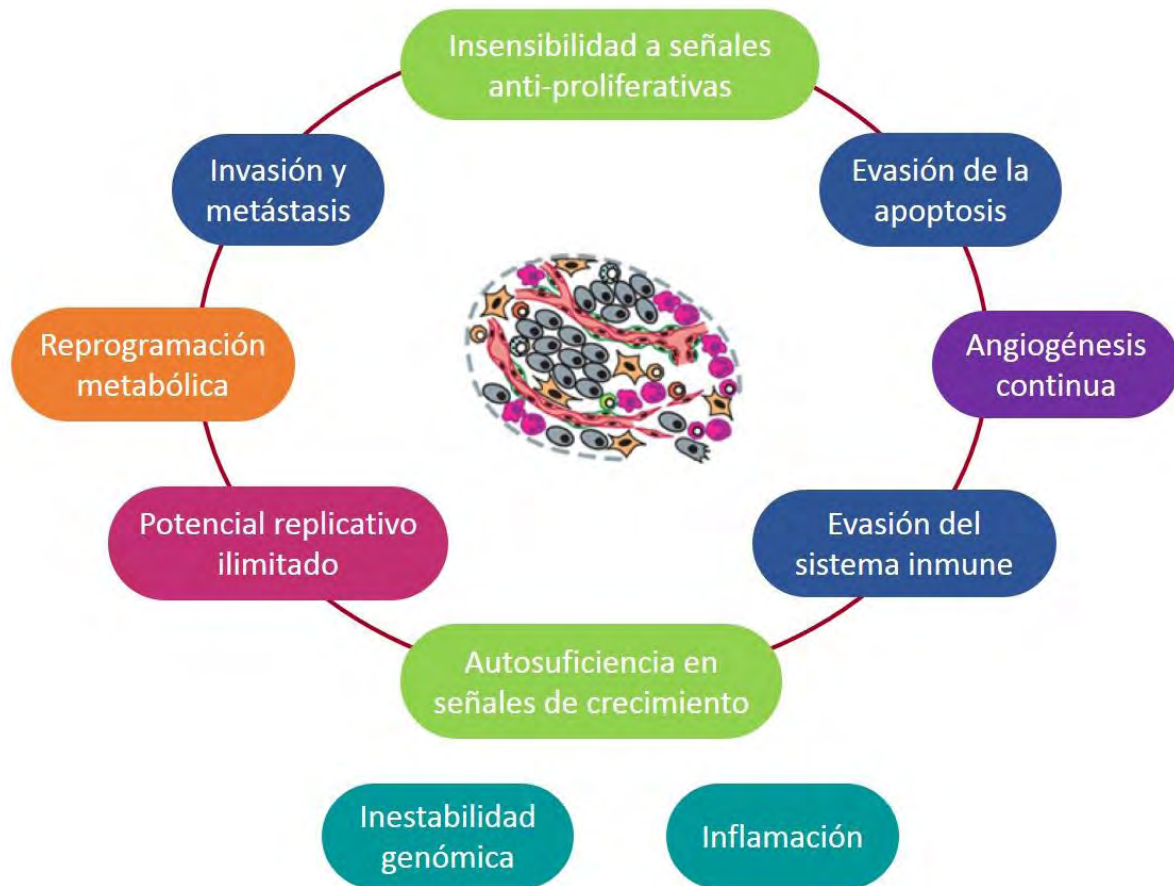 Insensibilidad a señales
anti-proliferativas
Invasión y
metástasis
Evasión de la
apoptosis
Reprogramación
metabólica
Angiogénesis
continua
Potencial replicativo
ilimitado
Evasión del
sistema inmune
Autosuficiencia en
señales de crecimiento
Inestabilidad
genómica
Inflamación